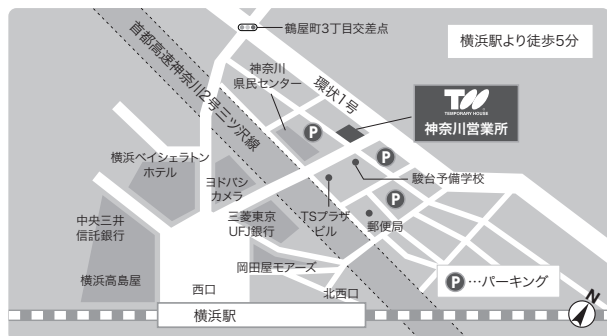 鶴屋町3丁目交差点
横浜駅より徒歩5分
首都高速神奈川2号三ツ沢線
神奈川
県民センター
環状1号
TEMPORARY HOUSE
神奈川営業所
P
P
P
横浜ベイシェラトン
ホテル
ヨドバシ
カメラ
駿台予備学校
中央三井
信託銀行
三菱東京
UFJ銀行
TSプラザ
ビル
郵便局
岡田屋モアーズ
横浜高島屋
西口
北西口
P…パーキング
横浜駅
N